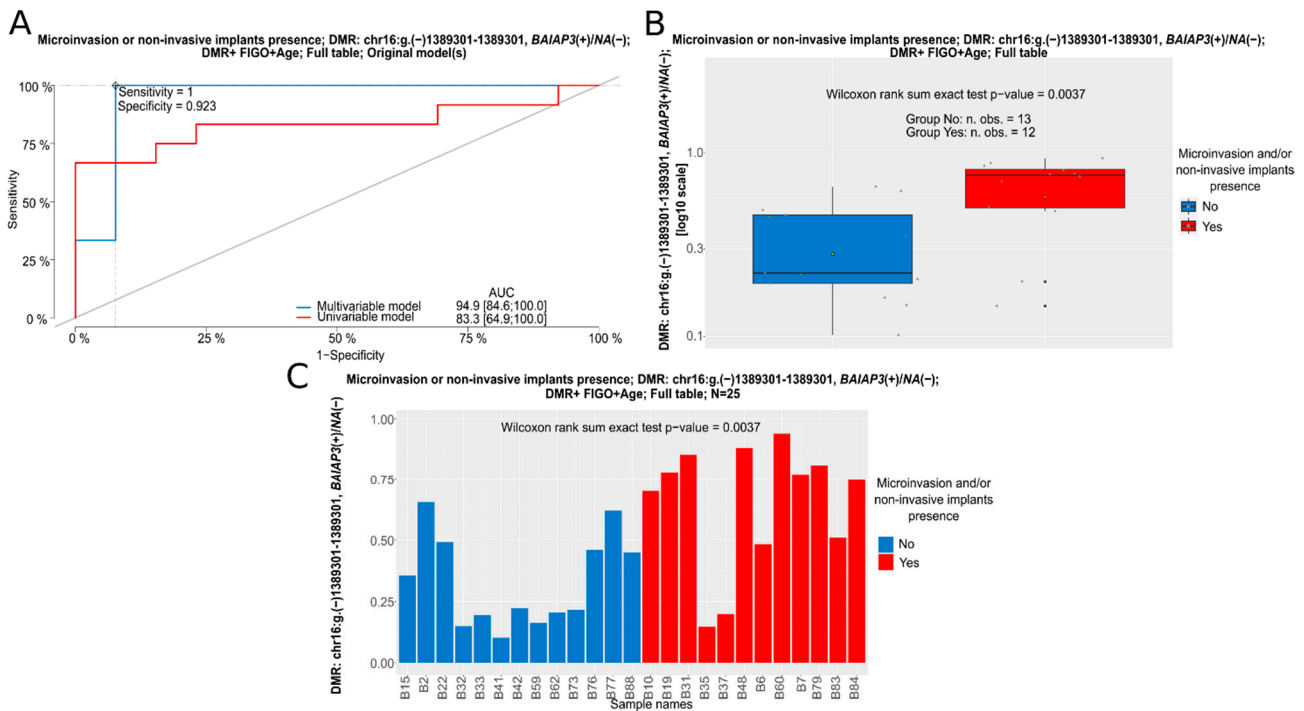 A
Microinvasion or non-invasive implants presence; DMR: chr16:g.(−)1389301-1389301, BAIAP3(+)/NA(−);
DMR+ FIGO+Age; Full table; Original model(s)
Sensitivity
100 %
75 %
50 %
25 %
0 %
Sensitivity = 1
Specificity = 0.923
AUC
Multivariable model 94.9 [84.6;100.0]
Univariable model 83.3 [64.9;100.0]
0 % 25 % 50 % 75 % 100 %
1−Specificity
B
Microinvasion or non-invasive implants presence; DMR: chr16:g.(−)1389301-1389301, BAIAP3(+)/NA(−);
DMR+ FIGO+Age; Full table
DMR: chr16:g.(−)1389301-1389301, BAIAP3(+)/NA(−);
[log10 scale]
1.0
0.3
0.1
Wilcoxon rank sum exact test p−value = 0.0037
Group No: n. obs. = 13
Group Yes: n. obs. = 12
Microinvasion and/or
non-invasive implants
presence
No
Yes
C
Microinvasion or non-invasive implants presence; DMR: chr16:g.(−)1389301-1389301, BAIAP3(+)/NA(−);
DMR+ FIGO+Age; Full table; N=25
DMR: chr16:g.(−)1389301-1389301, BAIAP3(+)/NA(−)
1.00
0.75
0.50
0.25
0.00
Wilcoxon rank sum exact test p−value = 0.0037
B15 B2 B22 B32 B33 B41 B42 B59 B62 B73 B76 B77 B88 B10 B19 B31 B35 B37 B48 B6 B60 B7 B79 B83 B84
Sample names
Microinvasion and/or
non-invasive implants
presence
No
Yes